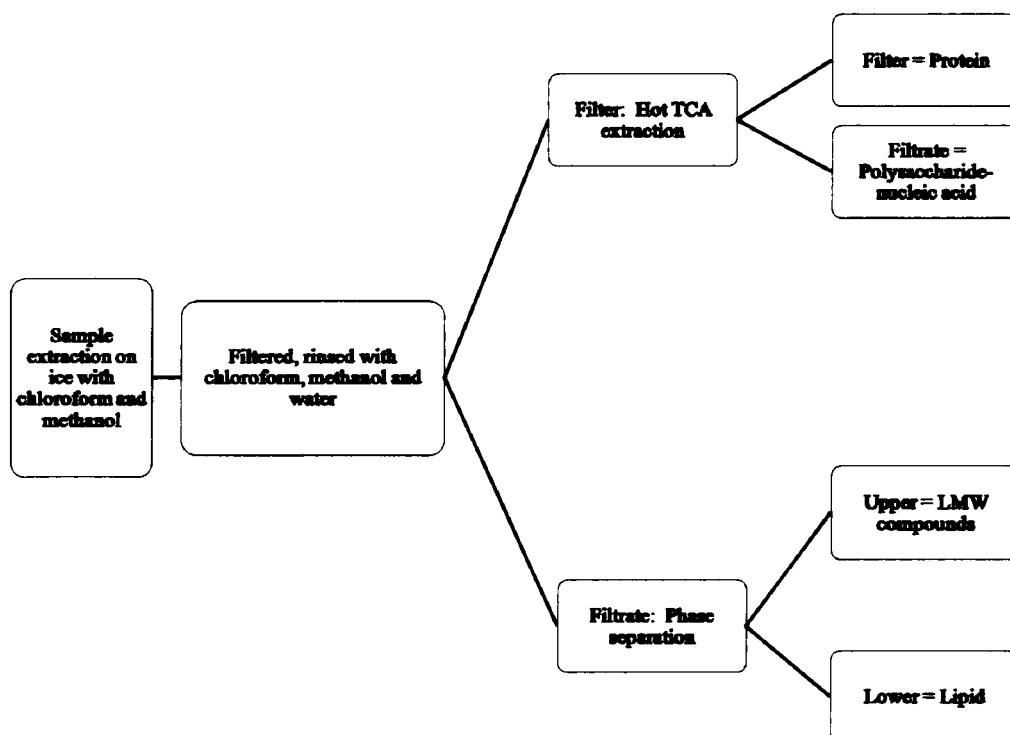 Sample
extraction on
ice with
chloroform and
methanol
Filtered, rinsed with
chloroform, methanol and
water
Filter: Hot TCA
extraction
Filter = Protein
Filtrate =
Polysaccharide-
nucleic acid
Filtrate: Phase
separation
Upper = LMW
compounds
Lower = Lipid